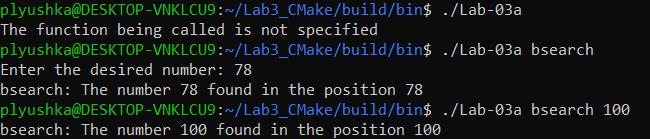 plyushka@DESKTOP-VNKLCU9:~/Lab3_CMake/build/bin$ ./Lab-03a
The function being called is not specified
plyushka@DESKTOP-VNKLCU9:~/Lab3_CMake/build/bin$ ./Lab-03a bsearch
Enter the desired number: 78
bsearch: The number 78 found in the position 78
plyushka@DESKTOP-VNKLCU9:~/Lab3_CMake/build/bin$ ./Lab-03a bsearch 100
bsearch: The number 100 found in the position 100